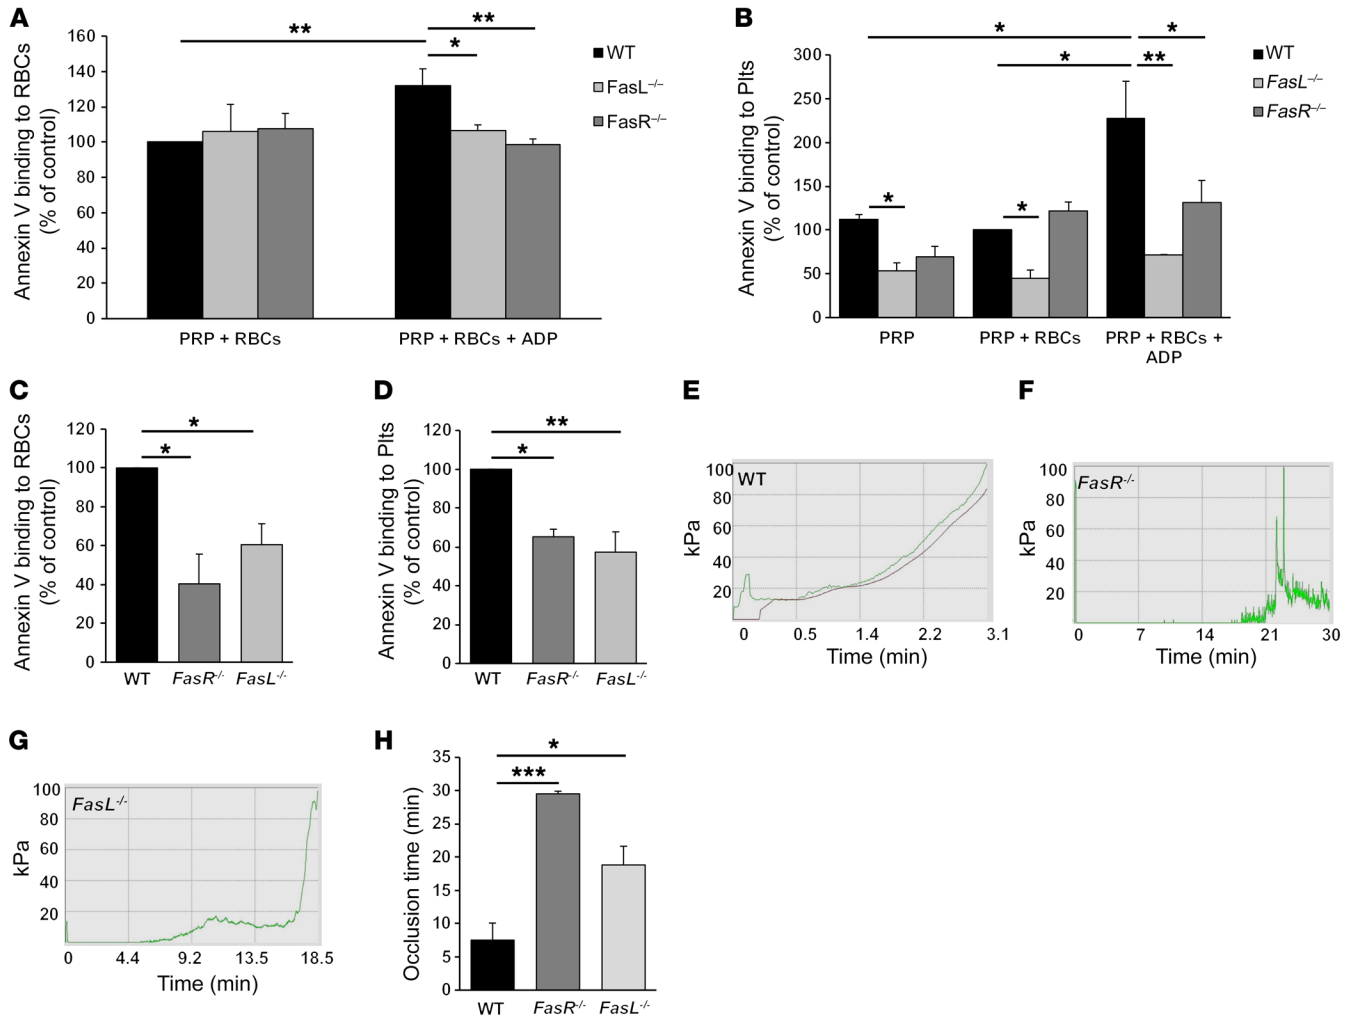 A
Annexin V binding to RBCs
(% of control)
160
140
120
100
80
60
40
20
0
**
**
*
WT
FasL–/–
FasR–/–
PRP + RBCs
PRP + RBCs + ADP
B
Annexin V binding to Plts
(% of control)
300
250
200
150
100
50
0
*
*
*
**
*
*
WT
FasL–/–
FasR–/–
PRP
PRP + RBCs
PRP + RBCs +
ADP
C
Annexin V binding to RBCs
(% of control)
120
100
80
60
40
20
0
*
*
WT
FasR-/-
FasL-/-
D
Annexin V binding to Plts
(% of control)
120
100
80
60
40
20
0
**
*
WT
FasR-/-
FasL-/-
E
kPa
100
80
60
40
20
WT
0
0.5
1.4
2.2
3.1
Time (min)
F
kPa
100
80
60
40
20
FasR-/-
0
7
14
21
30
Time (min)
G
kPa
100
80
60
40
20
FasL-/-
0
4.4
9.2
13.5
18.5
Time (min)
H
Occlusion time (min)
35
30
25
20
15
10
5
0
*
***
WT
FasR-/-
FasL-/-